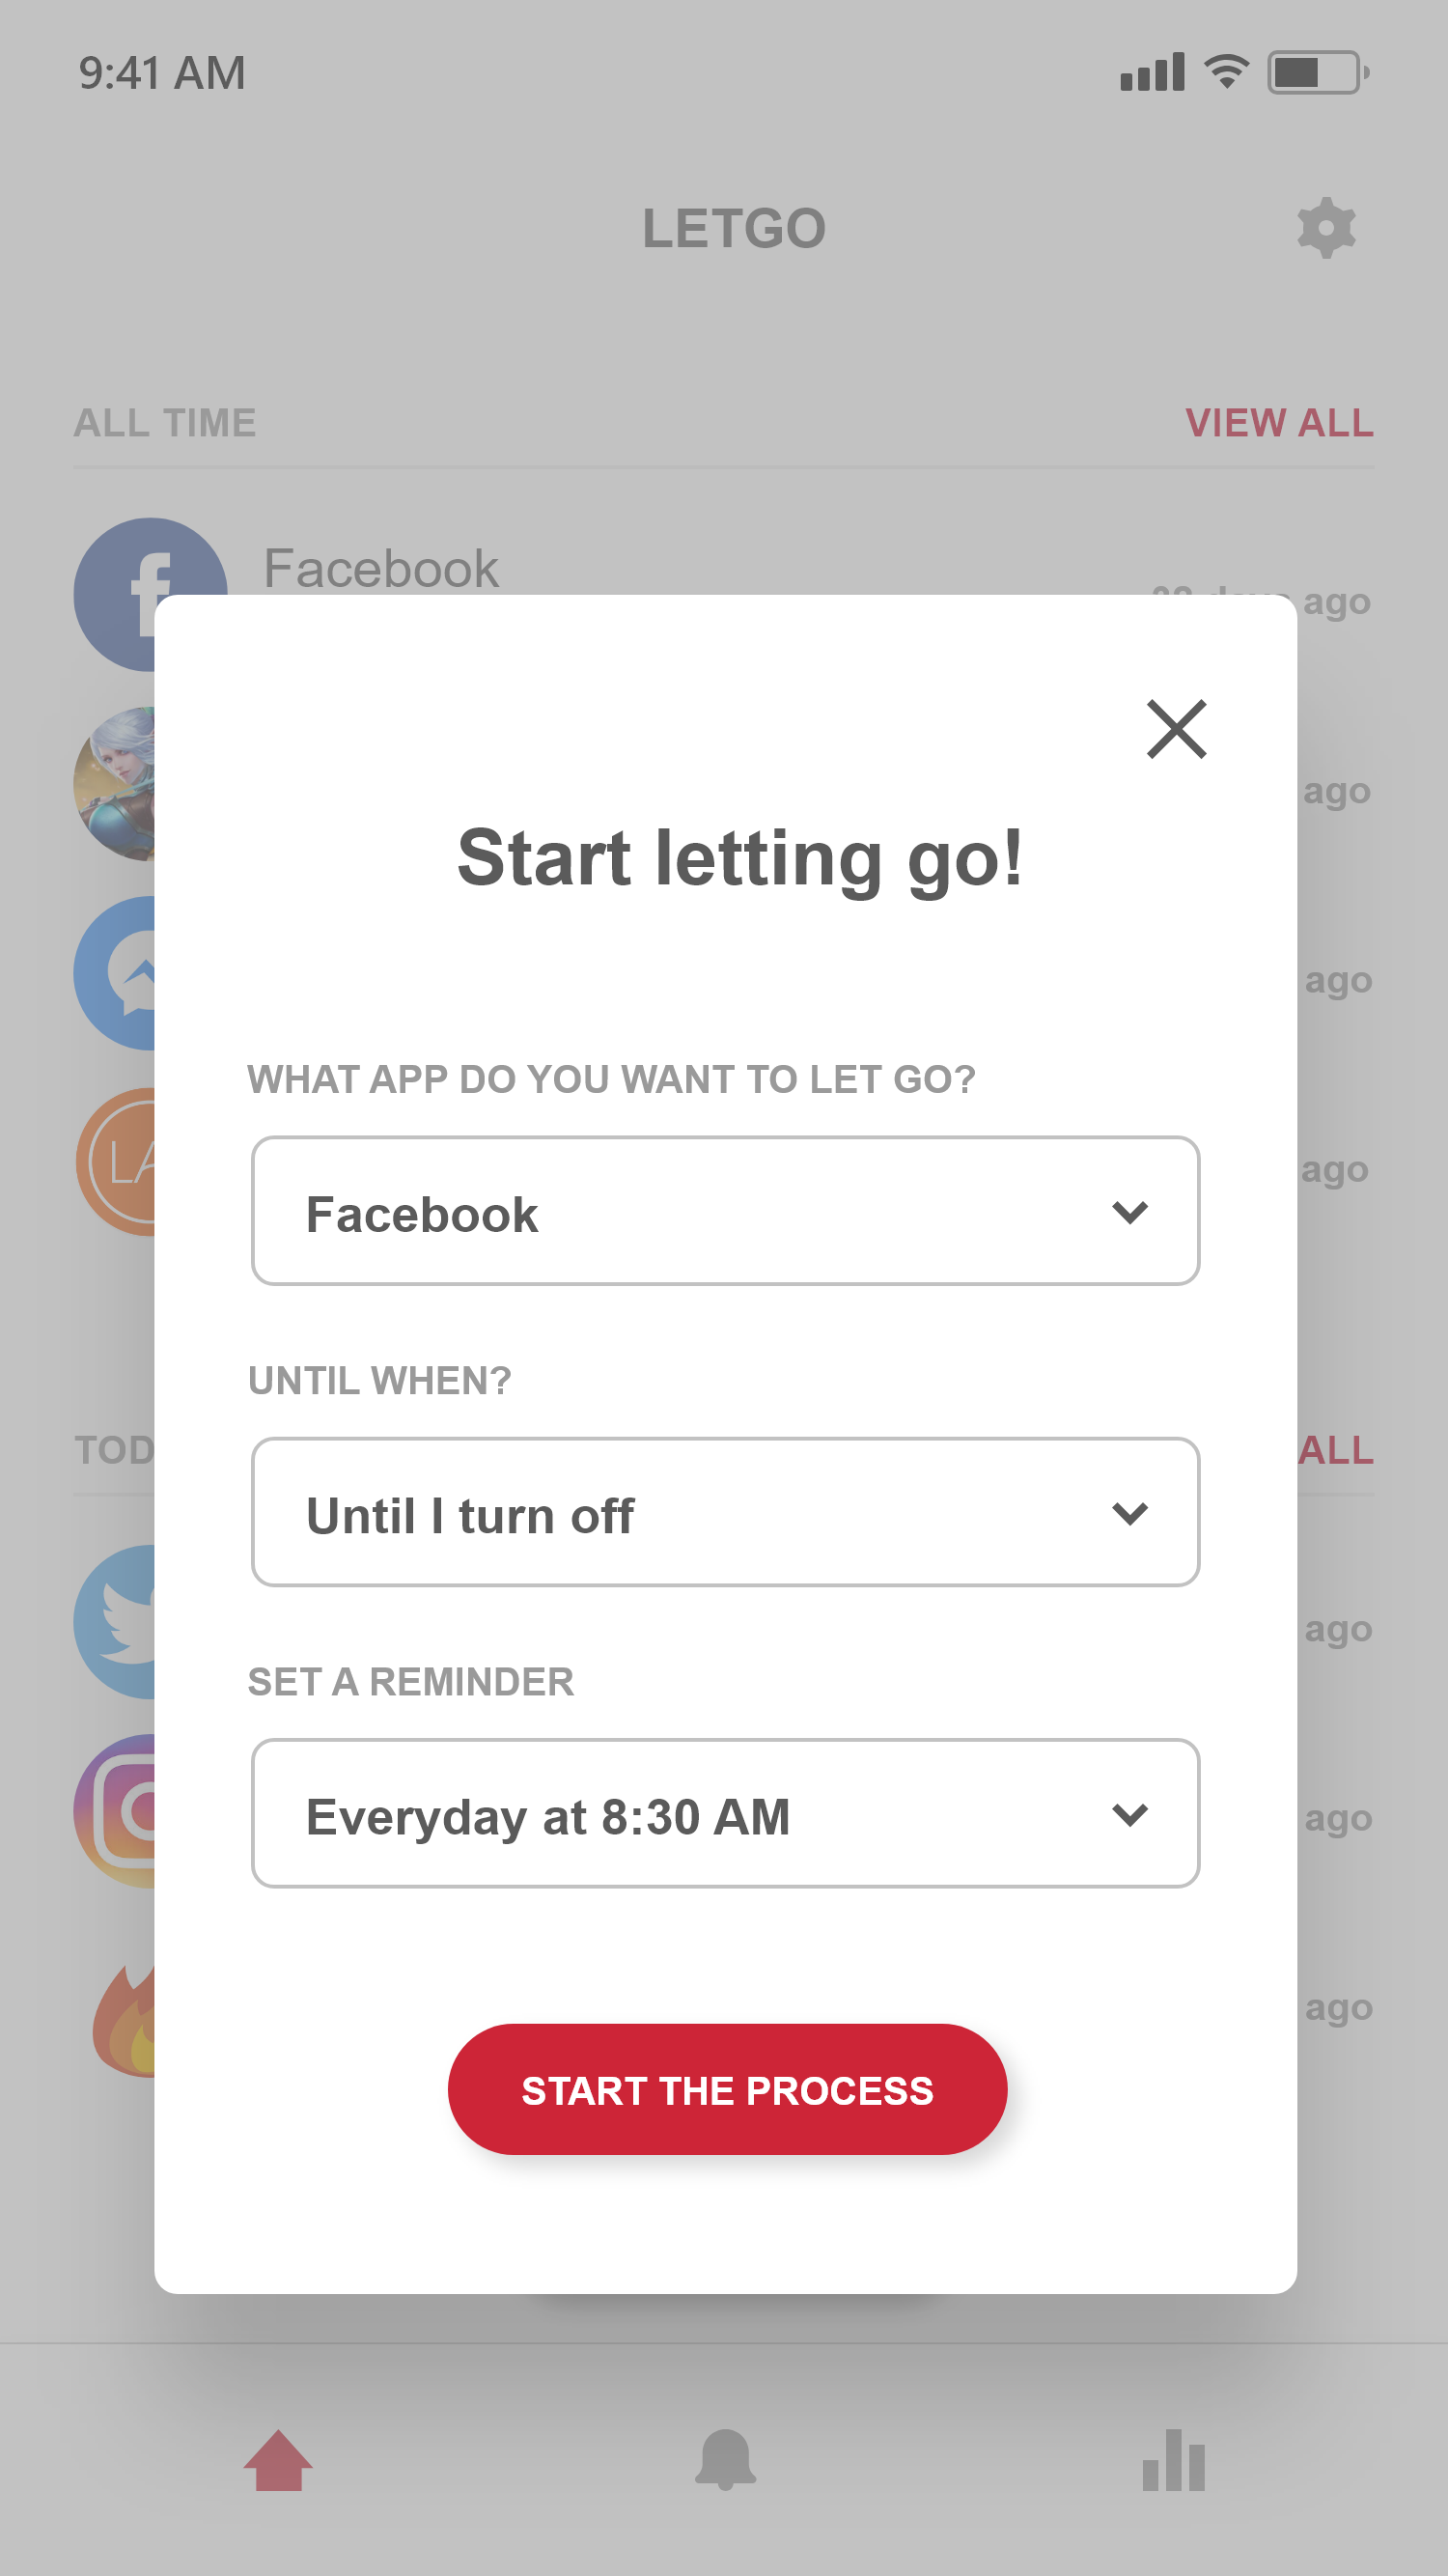 9:41 AM
LETGO
ALL TIME
VIEW ALL
Facebook
ago
Start letting go!
ago
ago
WHAT APP DO YOU WANT TO LET GO?
LA
ago
Facebook
UNTIL WHEN?
TOD
ALL
Until I turn off
ago
SET A REMINDER
Everyday at 8:30 AM
ago
ago
START THE PROCESS